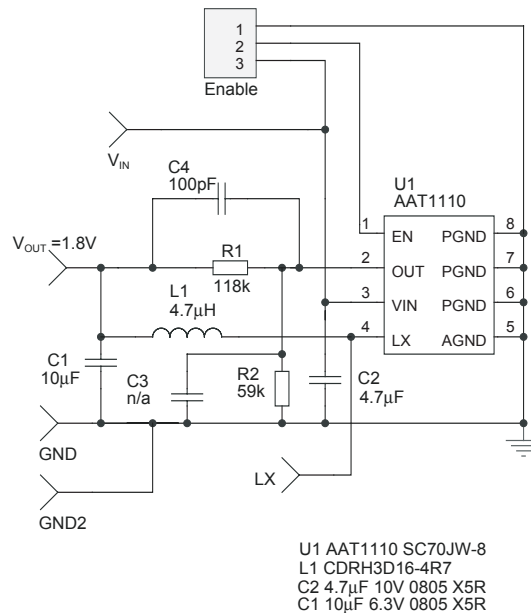 1
2
3
Enable
V_IN
C4
100pF
U1
AAT1110
V_OUT =1.8V
R1
118k
1
EN
PGND
8
2
OUT
PGND
7
3
VIN
PGND
6
4
LX
AGND
5
L1
4.7μH
C1
10μF
C3
n/a
R2
59k
C2
4.7μF
GND
LX
GND2
U1 AAT1110 SC70JW-8
L1 CDRH3D16-4R7
C2 4.7μF 10V 0805 X5R
C1 10μF 6.3V 0805 X5R